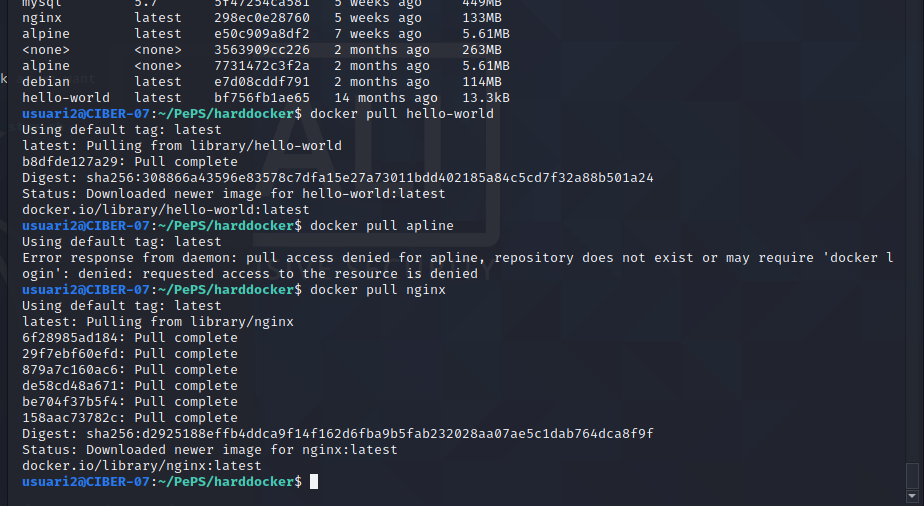 mysql 5.7 5f47254ca581 5 weeks ago 449MB
nginx latest 298ec0e28760 5 weeks ago 133MB
alpine latest e50c909a8df2 7 weeks ago 5.61MB
<none> <none> 3563909cc226 2 months ago 263MB
alpine <none> 7731472c3f2a 2 months ago 5.61MB
debian latest e7d08cddf791 2 months ago 114MB
hello-world latest bf756fb1ae65 14 months ago 13.3kB
usuari2@CIBER-07:~/PePS/harddocker$ docker pull hello-world
Using default tag: latest
latest: Pulling from library/hello-world
b8dfde127a29: Pull complete
Digest: sha256:308866a43596e83578c7dfa15e27a73011bdd402185a84c5cd7f32a88b501a24
Status: Downloaded newer image for hello-world:latest
docker.io/library/hello-world:latest
usuari2@CIBER-07:~/PePS/harddocker$ docker pull apline
Using default tag: latest
Error response from daemon: pull access denied for apline, repository does not exist or may require 'docker l
ogin': denied: requested access to the resource is denied
usuari2@CIBER-07:~/PePS/harddocker$ docker pull nginx
Using default tag: latest
latest: Pulling from library/nginx
6f28985ad184: Pull complete
29f7ebf60efd: Pull complete
879a7c160ac6: Pull complete
de58cd48a671: Pull complete
be704f37b5f4: Pull complete
158aac73782c: Pull complete
Digest: sha256:d2925188effb4ddca9f14f162d6fba9b5fab232028aa07ae5c1dab764dca8f9f
Status: Downloaded newer image for nginx:latest
docker.io/library/nginx:latest
usuari2@CIBER-07:~/PePS/harddocker$